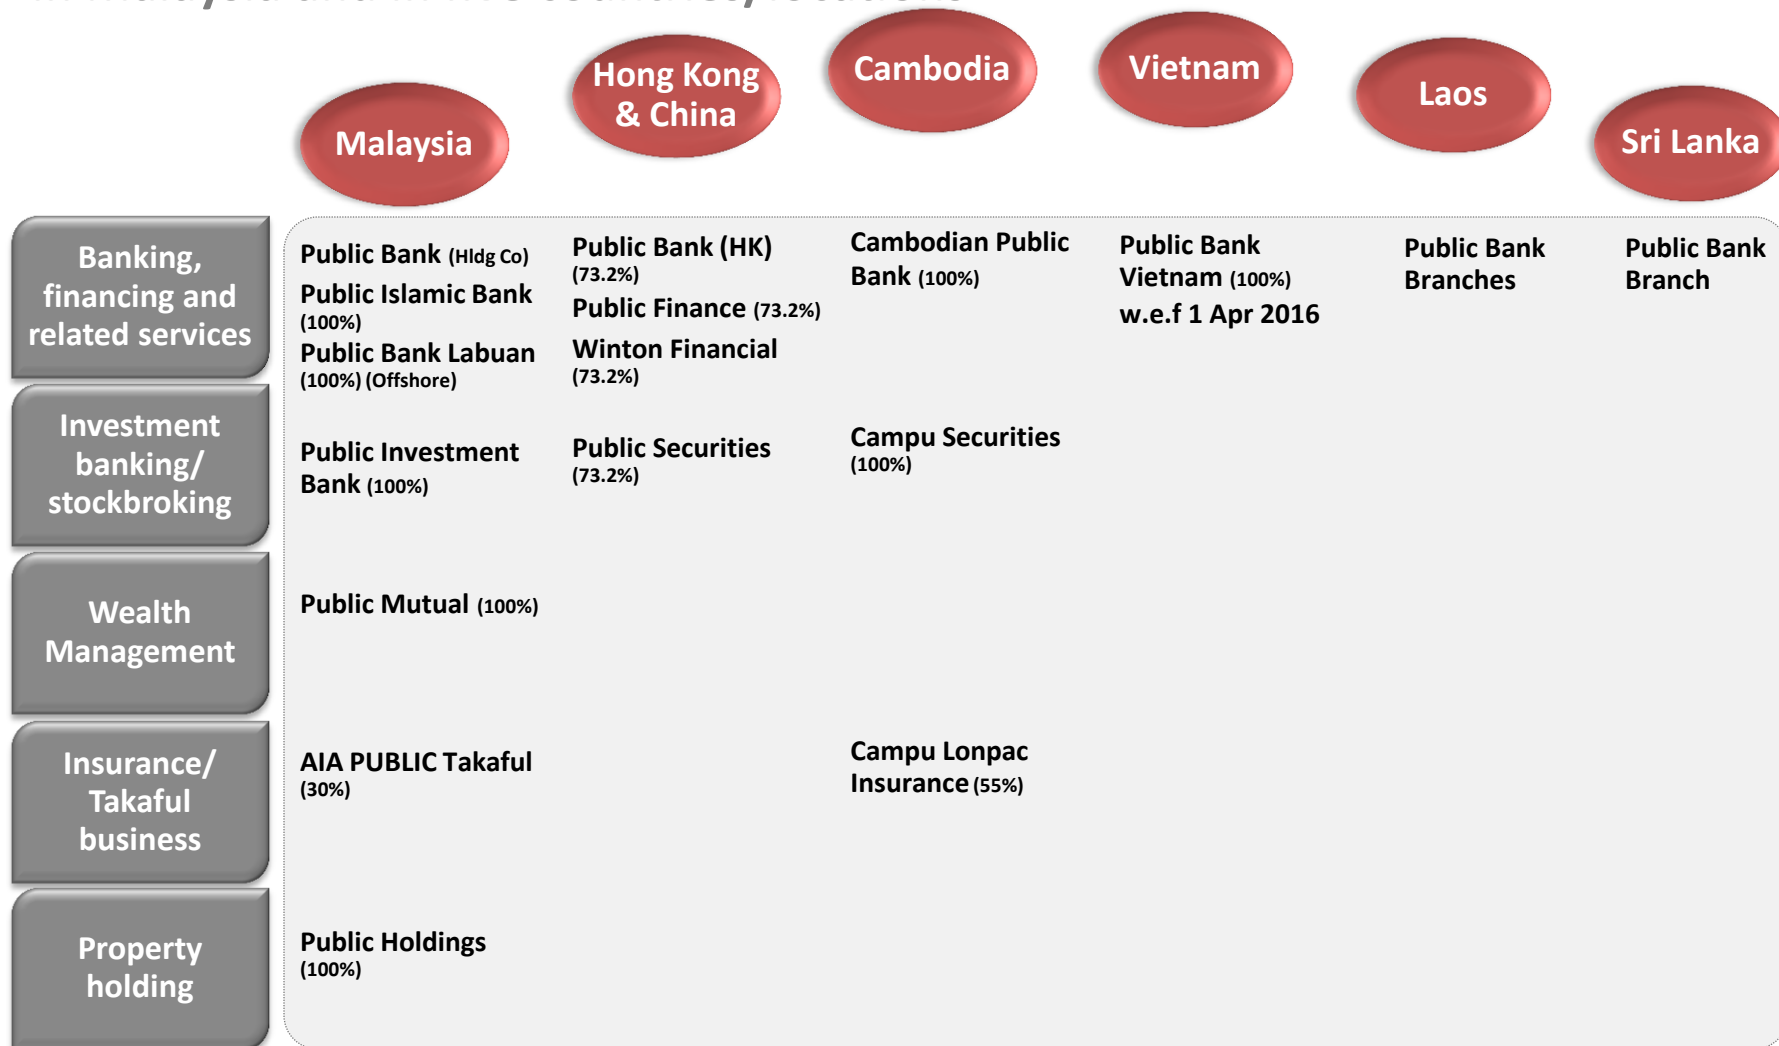 Malaysia
Hong Kong
& China
Cambodia
Vietnam
Laos
Sri Lanka
Banking,
financing and
related services
Public Bank (Hldg Co)
Public Islamic Bank
(100%)
Public Bank Labuan
(100%) (Offshore)
Public Bank (HK)
(73.2%)
Public Finance (73.2%)
Winton Financial
(73.2%)
Cambodian Public
Bank (100%)
Public Bank
Vietnam (100%)
w.e.f 1 Apr 2016
Public Bank
Branches
Public Bank
Branch
Investment
banking/
stockbroking
Public Investment
Bank (100%)
Public Securities
(73.2%)
Campu Securities
(100%)
Wealth
Management
Public Mutual (100%)
Insurance/
Takaful
business
AIA PUBLIC Takaful
(30%)
Campu Lonpac
Insurance (55%)
Property
holding
Public Holdings
(100%)